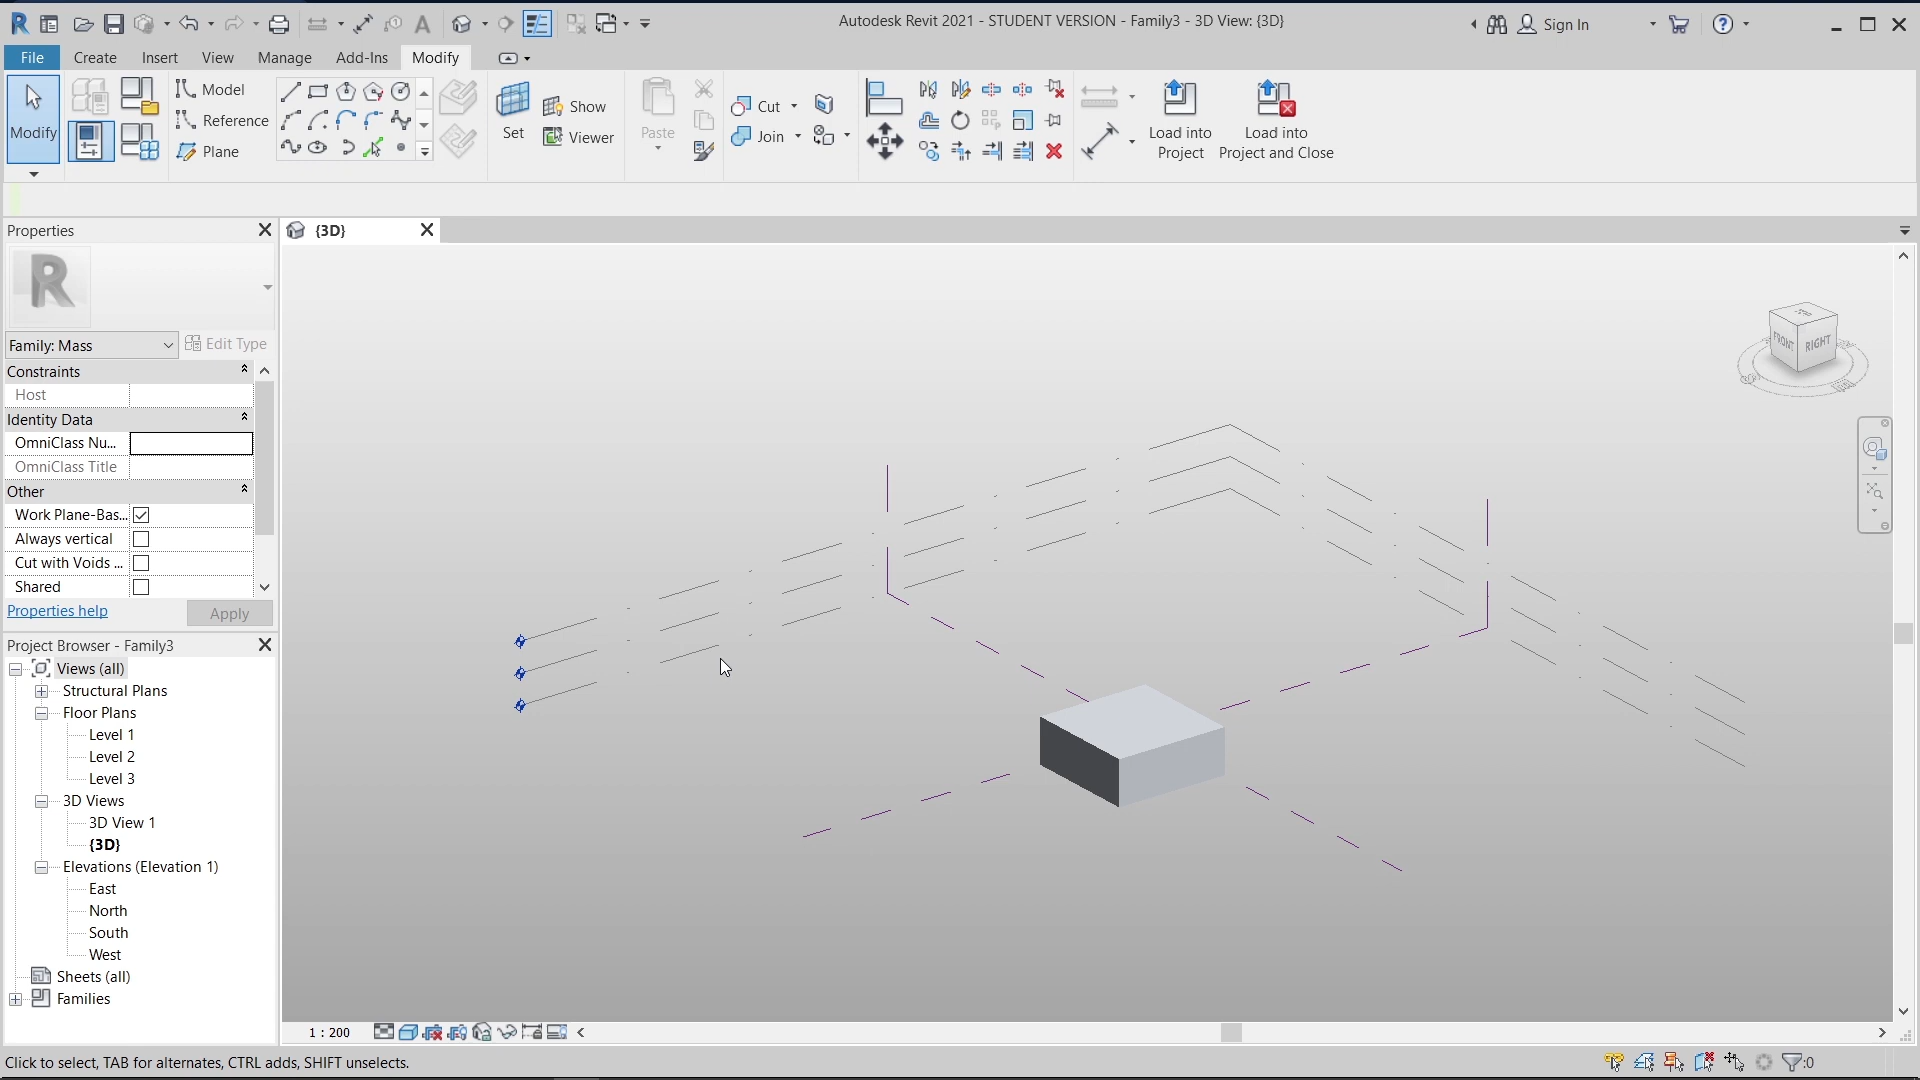 Autodesk Revit 2021 - STUDENT VERSION - Family3 - 3D View: {3D}
Sign In
File
Create
Insert
View
Manage
Add-Ins
Modify
Modify
Model
Reference
Plane
Set
Show
Viewer
Paste
Cut
Join
Load into
Project
Load into
Project and Close
Properties
{3D}
R
Family: Mass
Edit Type
Constraints
Host
Identity Data
OmniClass Nu...
OmniClass Title
Other
Work Plane-Bas...
Always vertical
Cut with Voids ...
Shared
Properties help
Apply
Project Browser - Family3
Views (all)
Structural Plans
Floor Plans
Level 1
Level 2
Level 3
3D Views
3D View 1
{3D}
Elevations (Elevation 1)
East
North
South
West
Sheets (all)
Families
FRONT
RIGHT
1 : 200
Click to select, TAB for alternates, CTRL adds, SHIFT unselects.
:0